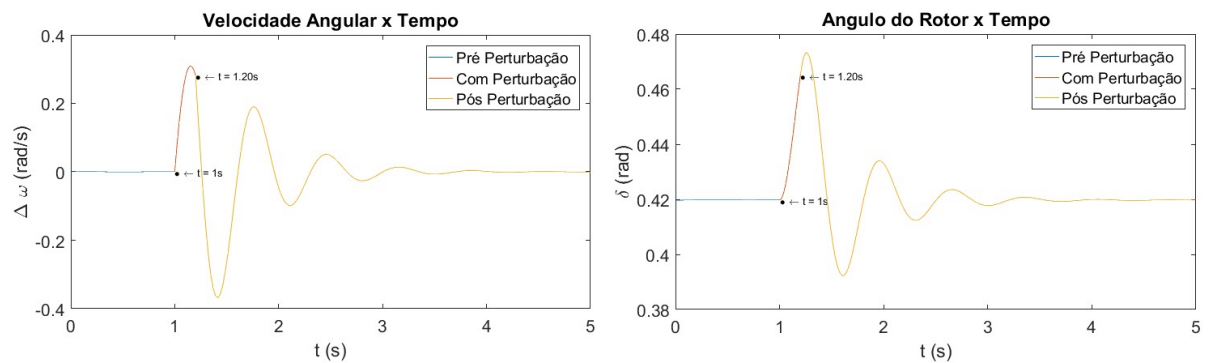 Velocidade Angular x Tempo
0.4
0.2
0
-0.2
-0.4
Δ ω (rad/s)
Pré Perturbação
Com Perturbação
Pós Perturbação
← t = 1.20s
← t = 1s
0 1 2 3 4 5
t (s)
Angulo do Rotor x Tempo
0.48
0.46
0.44
0.42
0.4
0.38
δ (rad)
Pré Perturbação
Com Perturbação
Pós Perturbação
← t = 1.20s
← t = 1s
0 1 2 3 4 5
t (s)